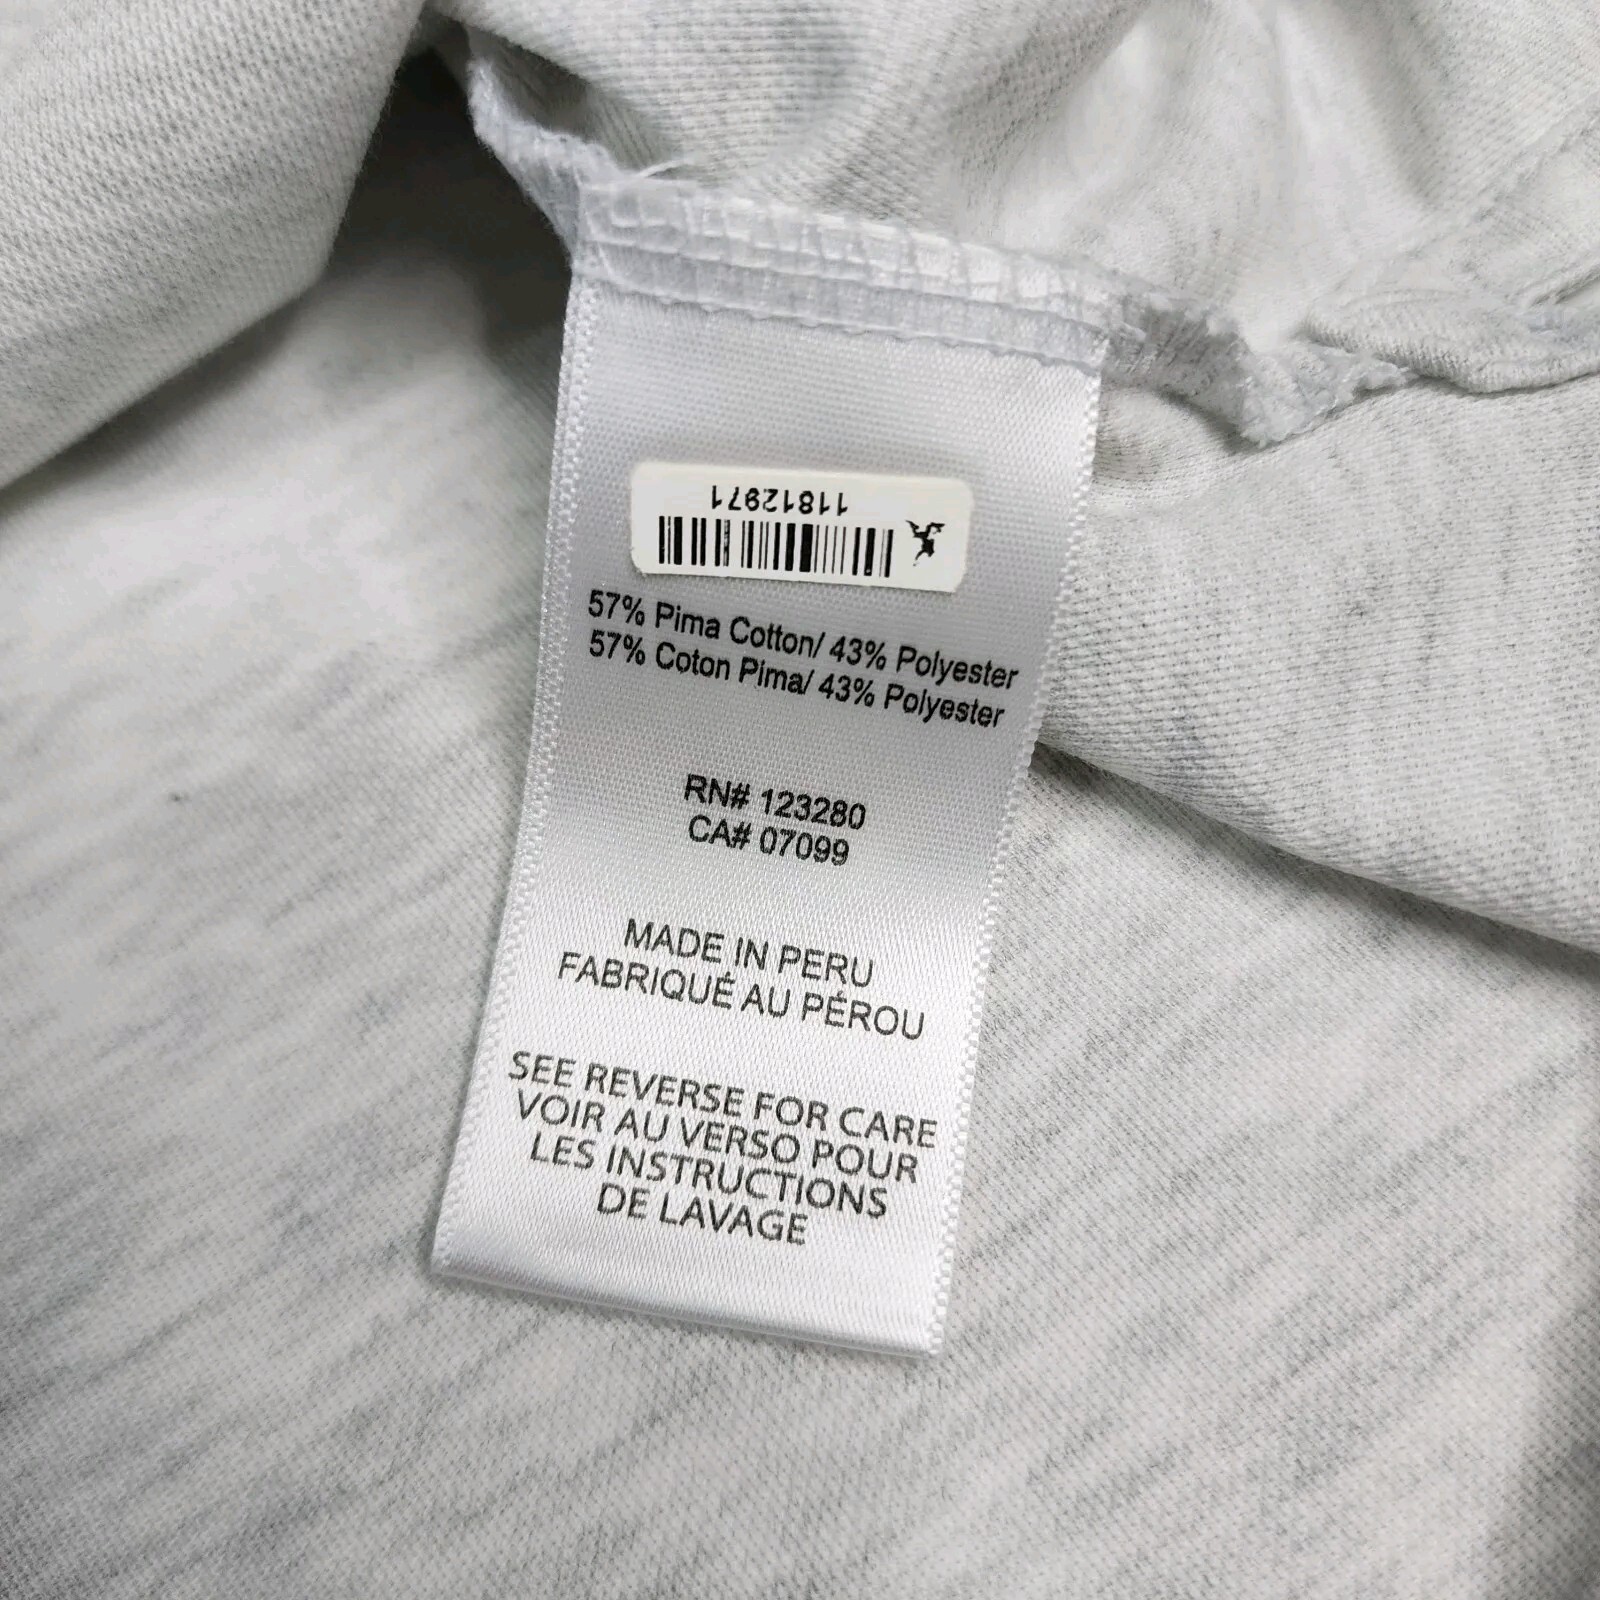 11812971
57% Pima Cotton/ 43% Polyester
57% Coton Pima/ 43% Polyester
RN# 123280
CA# 07099
MADE IN PERU
FABRIQUÉ AU PÉROU
SEE REVERSE FOR CARE
VOIR AU VERSO POUR
LES INSTRUCTIONS
DE LAVAGE